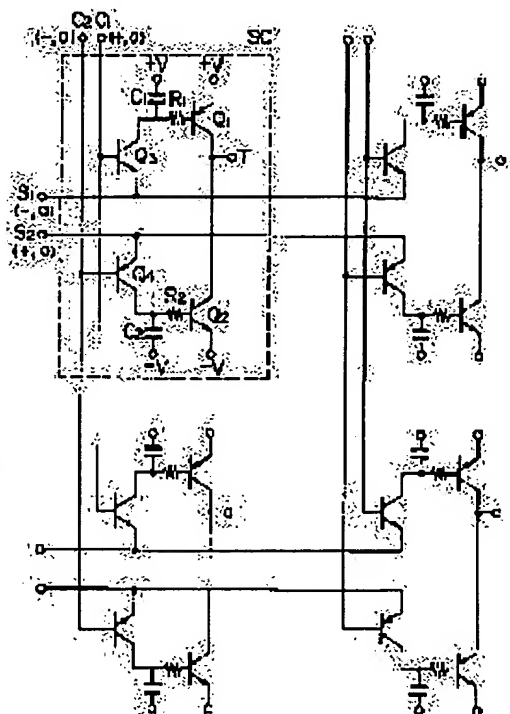 C2 C1
(-,0) (+,0)
SC
+V +V
C1 R1
Q1
Q3
T
S1
(-,0)
S2
(+,0)
Q4
R2
C2
Q2
-V -V